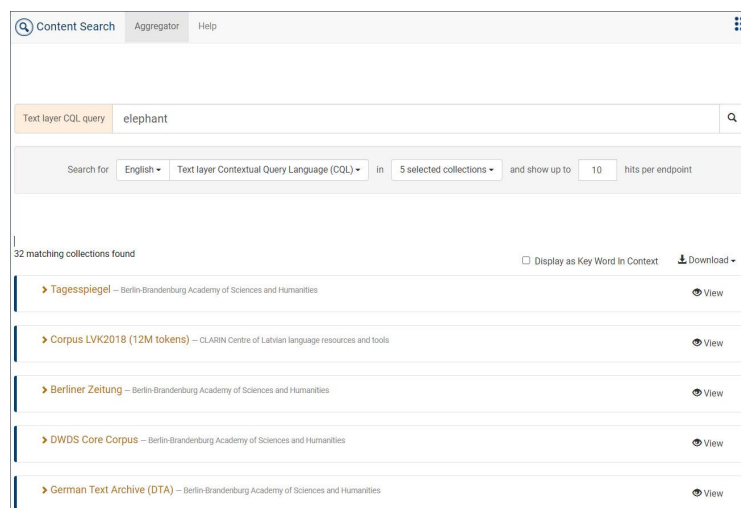 Content Search Aggregator Help
Text layer CQL query elephant
Search for English Text layer Contextual Query Language (CQL) in 5 selected collections and show up to 10 hits per endpoint
32 matching collections found
Display as Key Word In Context Download
Tagesspiegel – Berlin-Brandenburg Academy of Sciences and Humanities View
Corpus LVK2018 (12M tokens) – CLARIN Centre of Latvian language resources and tools View
Berliner Zeitung – Berlin-Brandenburg Academy of Sciences and Humanities View
DWDS Core Corpus – Berlin-Brandenburg Academy of Sciences and Humanities View
German Text Archive (DTA) – Berlin-Brandenburg Academy of Sciences and Humanities View